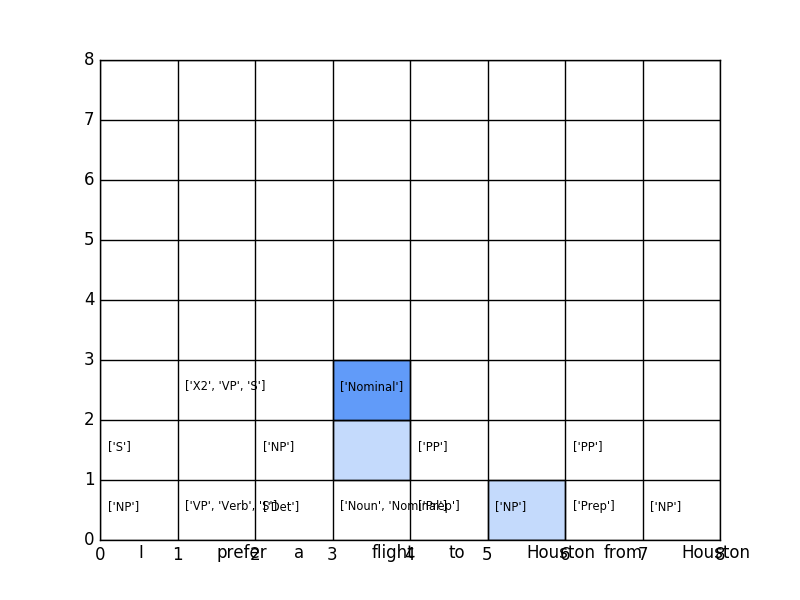 8
7
6
5
4
3
['X2', 'VP', 'S'] ['Nominal']
2
['S'] ['NP'] ['PP'] ['PP']
1
['NP'] ['VP', 'Verb', 'S'] ['Det'] ['Noun', 'Nominal'] ['Prep'] ['NP'] ['Prep'] ['NP']
0
I prefer a flight to Houston from Houston
0 1 2 3 4 5 6 7 8